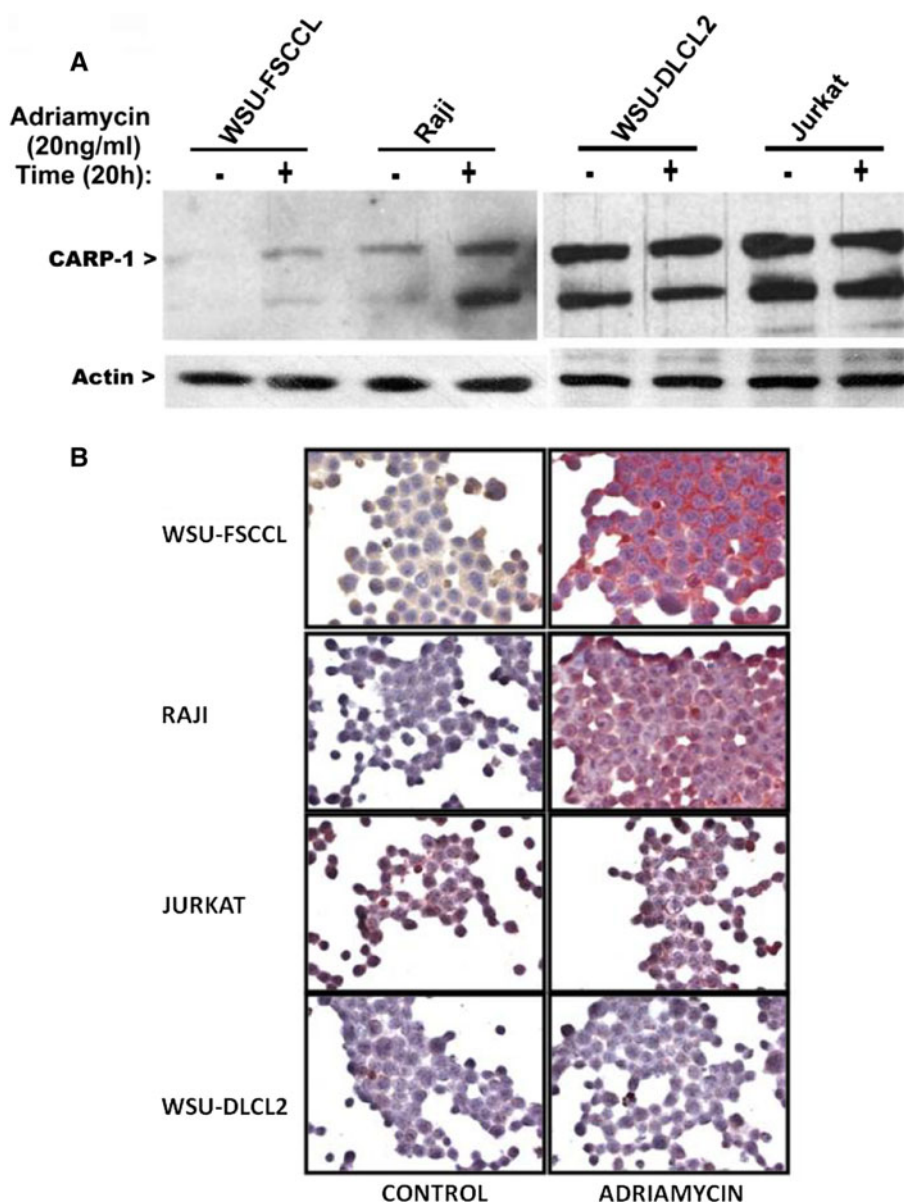 A
WSU-FSCCL
Raji
WSU-DLCL2
Jurkat
Adriamycin
(20ng/ml)
Time (20h):
- + - + - + - +
CARP-1 >
Actin >
B
WSU-FSCCL
RAJI
JURKAT
WSU-DLCL2
CONTROL ADRIAMYCIN